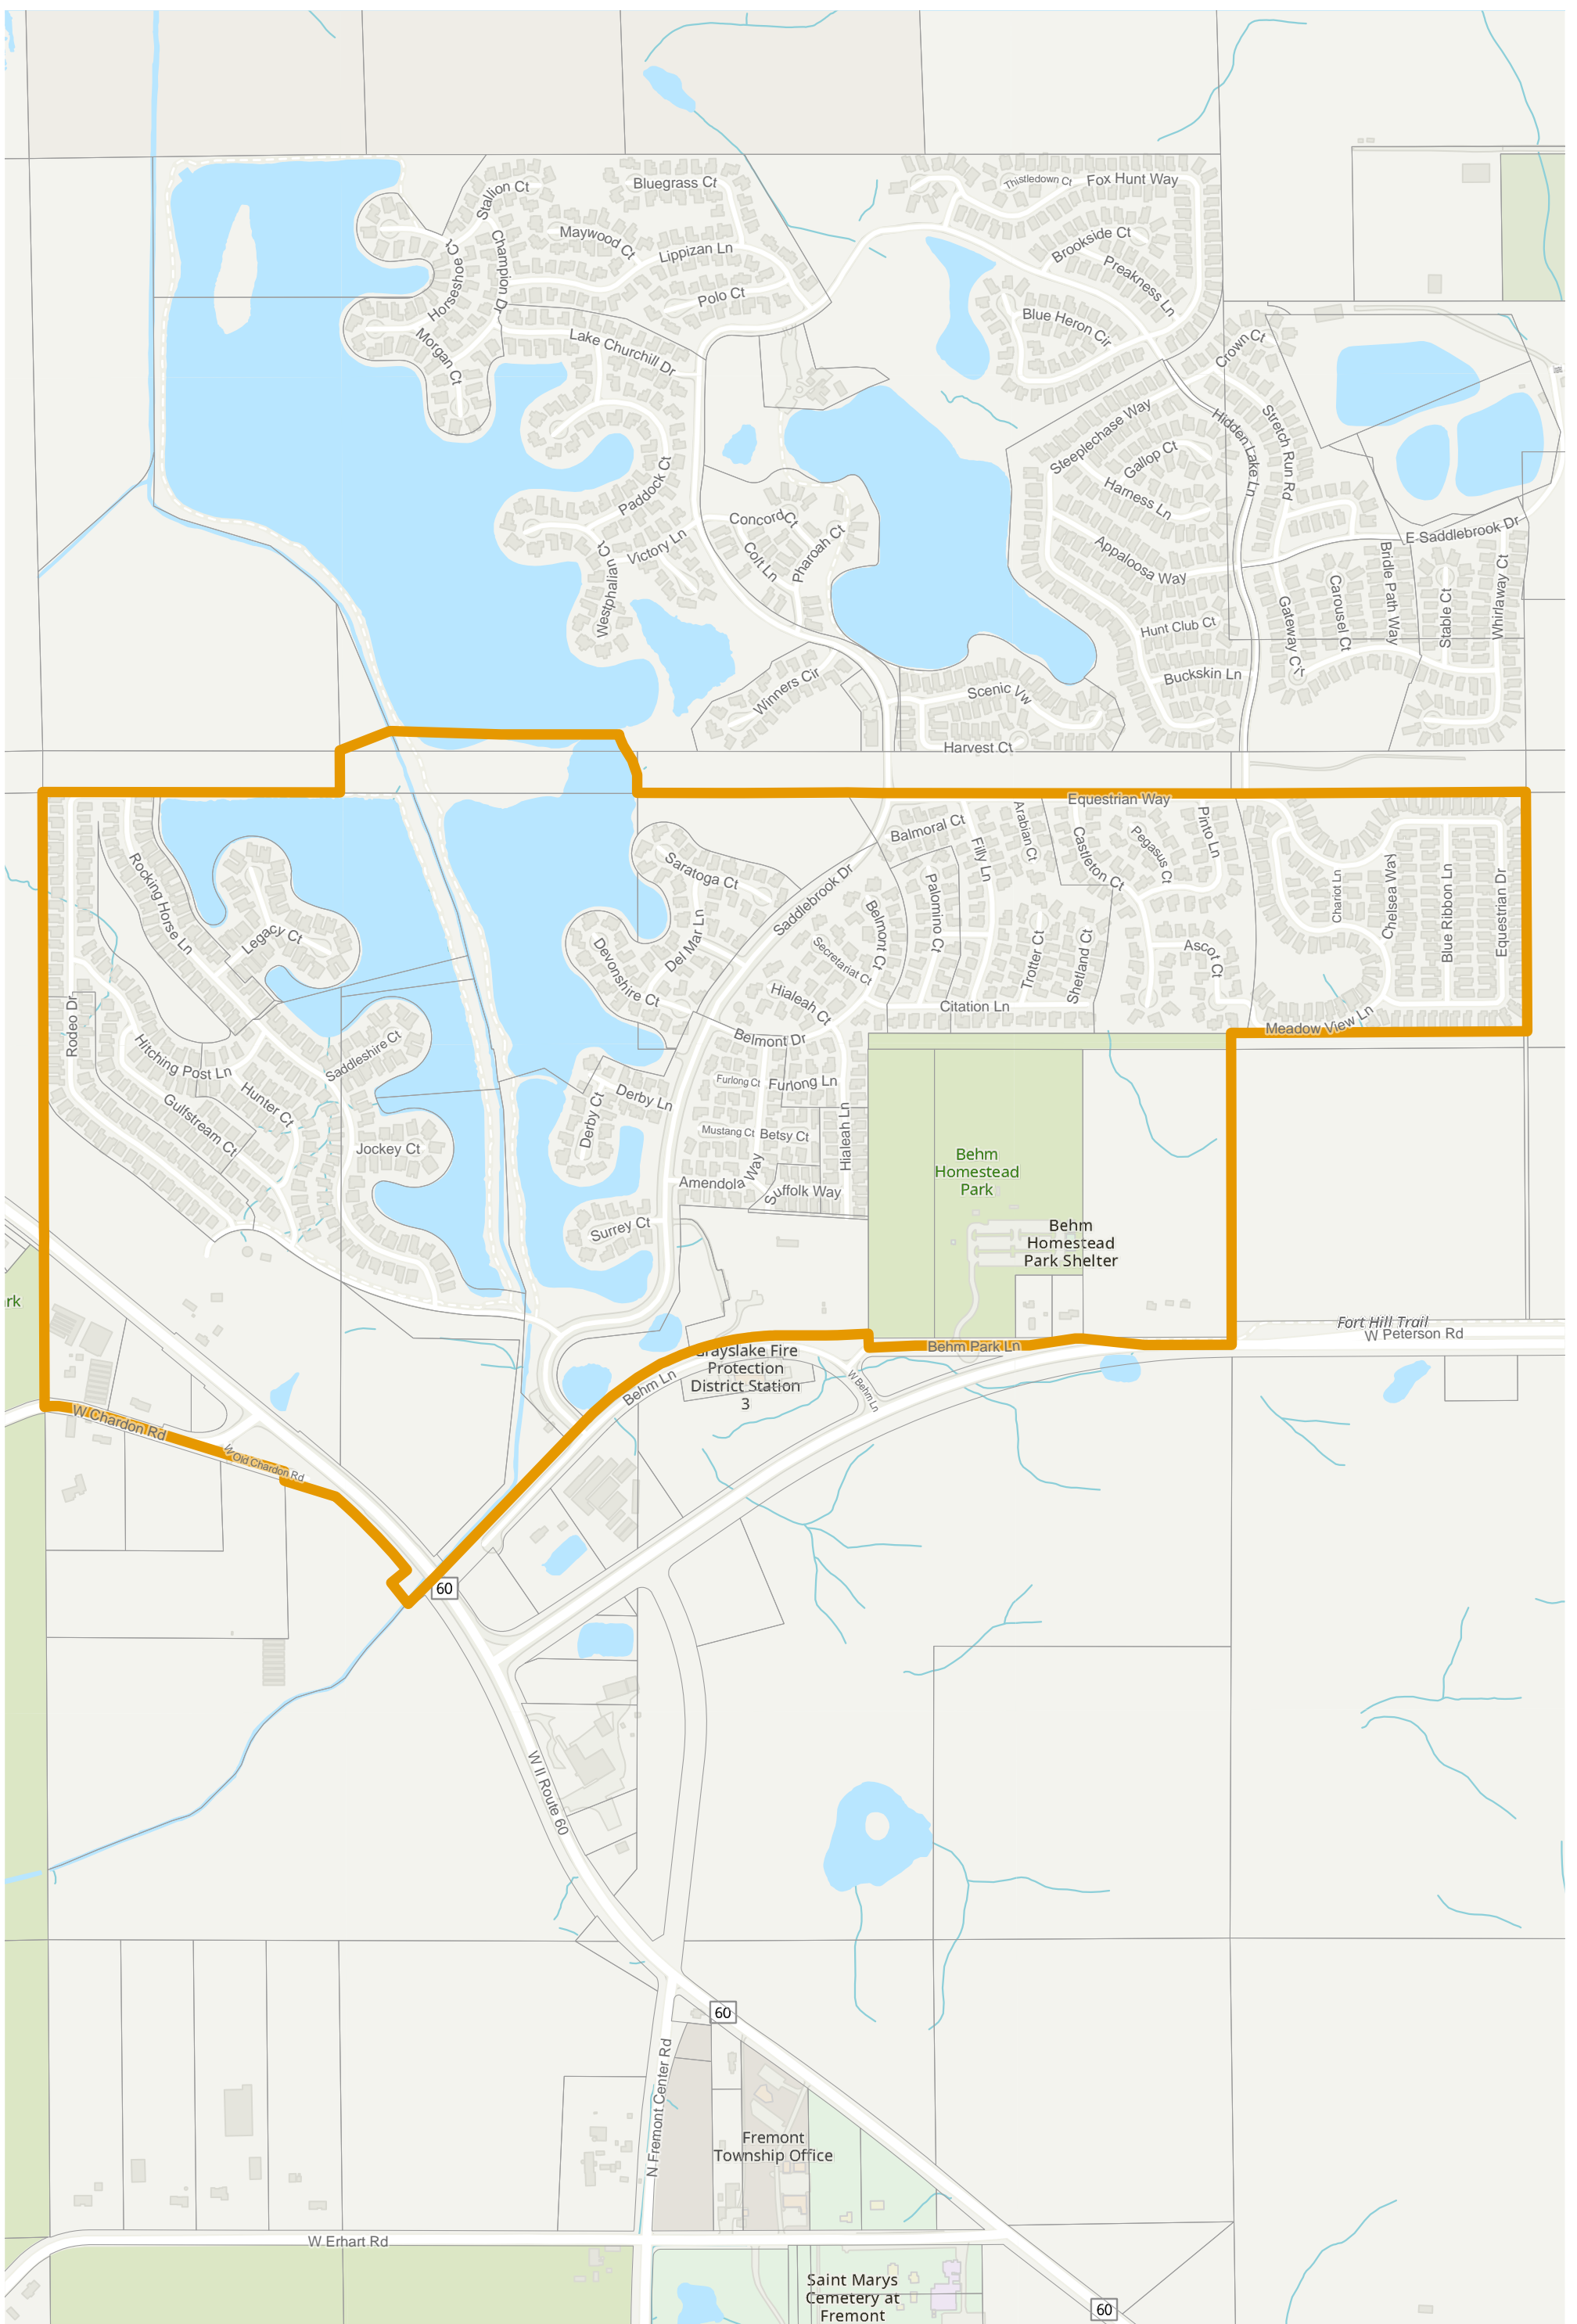 Stallion Ct
Bluegrass Ct
Thistledown Ct
Fox Hunt Way
Horseshoe Ct
Champion Dr
Maywood Ct
Lippizan Ln
Brookside Ct
Preakness Ln
Polo Ct
Morgan Ct
Lake Churchill Dr
Blue Heron Cir
Crown Ct
Steeplechase Way
Hidden Lake Ln
Stretch Run Rd
Gallop Ct
Harness Ln
Paddock Ct
Concord Ct
Victory Ln
Colt Ln
Pharoah Ct
Appaloosa Way
E Saddlebrook Dr
Westphalian Ct
Bridle Path Way
Carousel Ct
Gateway Cir
Stable Ct
Whirlaway Ct
Hunt Club Ct
Buckskin Ln
Winners Cir
Scenic Vw
Harvest Ct
Equestrian Way
Balmoral Ct
Filly Ln
Arabian Ct
Castleton Ct
Pegasus Ct
Pinto Ln
Rocking Horse Ln
Legacy Ct
Saratoga Ct
Saddlebrook Dr
Del Mar Ln
Devonshire Ct
Belmont Ct
Secretariat Ct
Palomino Ct
Trotter Ct
Shetland Ct
Ascot Ct
Chariot Ln
Chelsea Way
Blue Ribbon Ln
Equestrian Dr
Hialeah Ct
Citation Ln
Meadow View Ln
Rodeo Dr
Hitching Post Ln
Saddleshire Ct
Hunter Ct
Gulfstream Ct
Jockey Ct
Belmont Dr
Furlong Ct
Furlong Ln
Derby Ln
Derby Ct
Mustang Ct
Betsy Ct
Hialeah Ln
Amendola Way
Suffolk Way
Surrey Ct
Behm
Homestead
Park
Behm
Homestead
Park Shelter
rk
Fort Hill Trail
W Peterson Rd
Behm Park Ln
Grayslake Fire
Protection
District Station
3
Behm Ln
W Behm Ln
W Chardon Rd
W Old Chardon Rd
60
W Il Route 60
60
N Fremont Center Rd
Fremont
Township Office
W Erhart Rd
Saint Marys
Cemetery at
Fremont
60